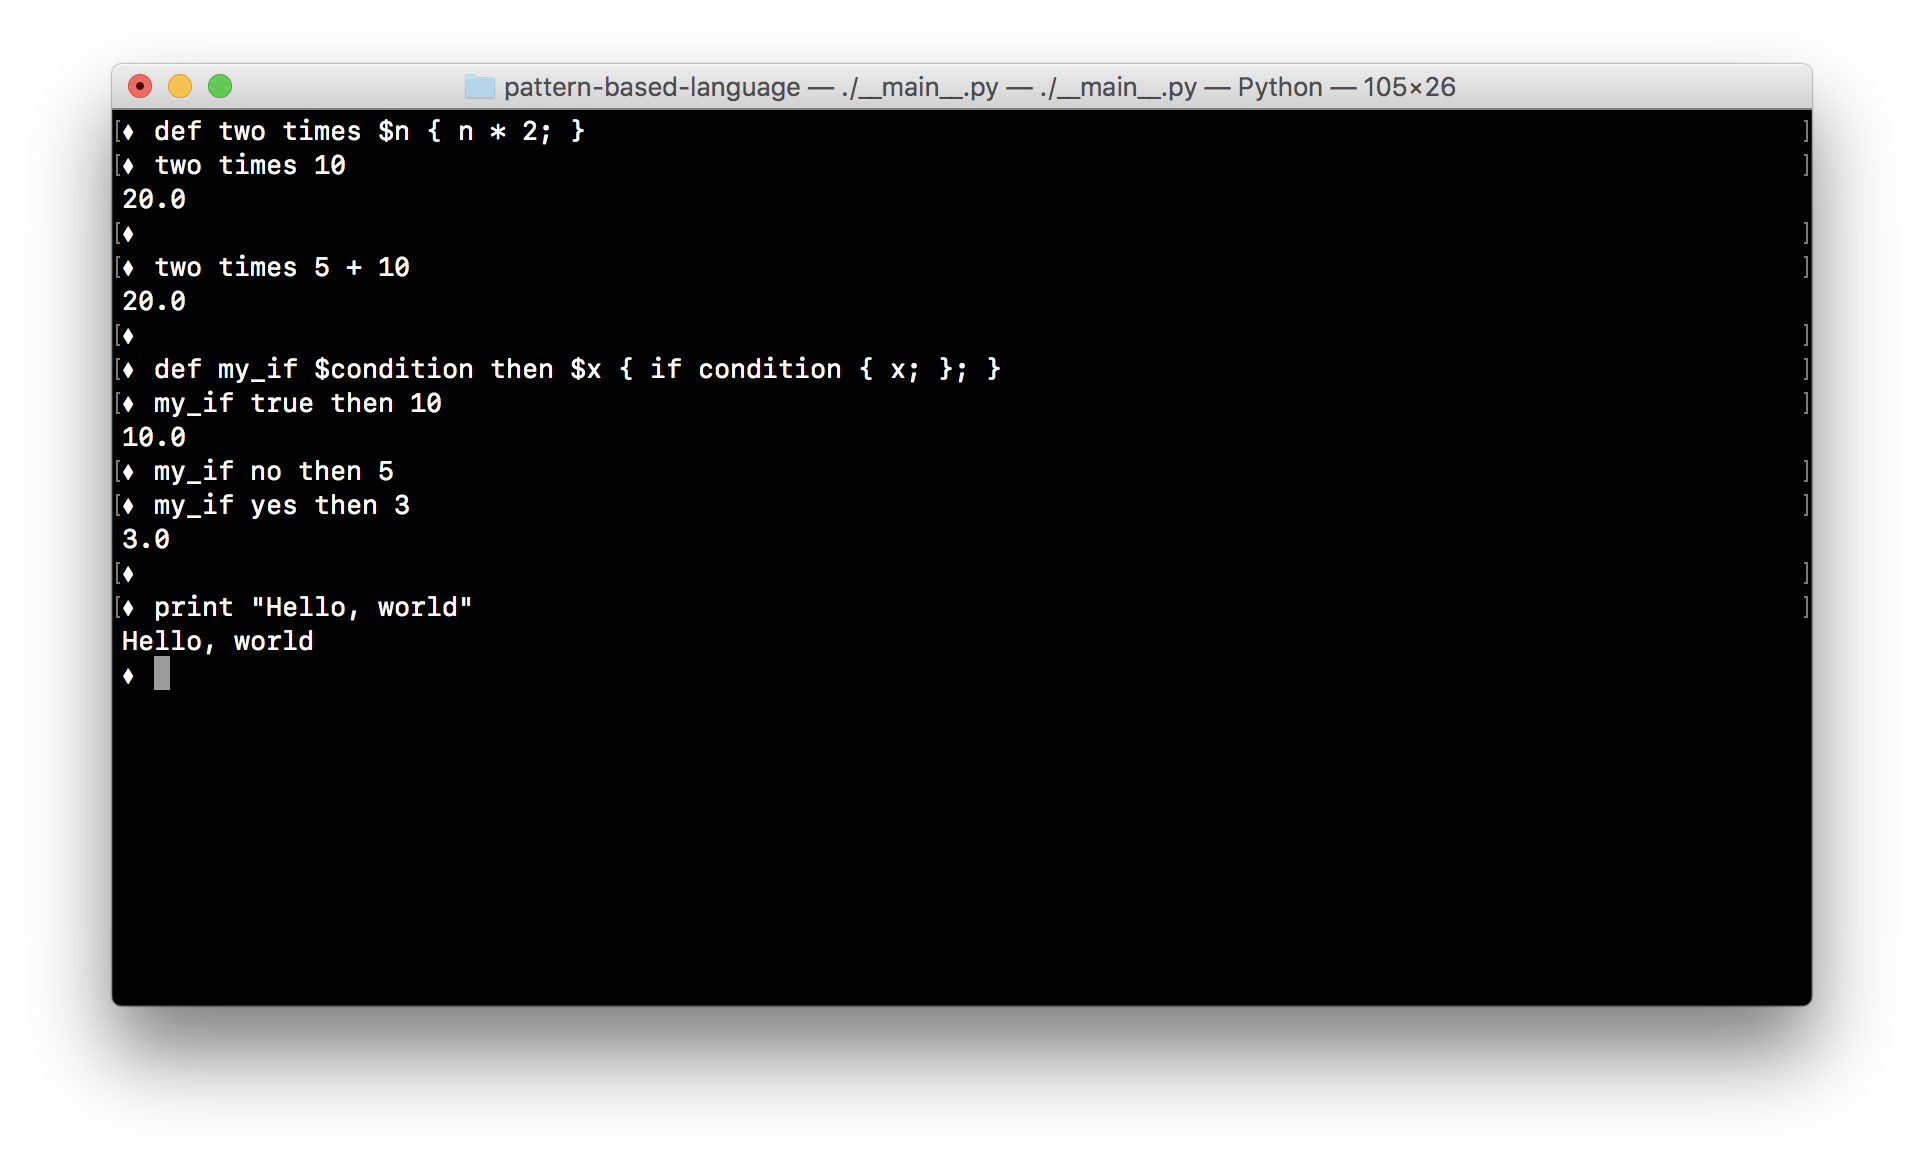 pattern-based-language — ./__main__.py — ./__main__.py — Python — 105×26
[♦ def two times $n { n * 2; } ]
[♦ two times 10 ]
20.0
[♦ ]
[♦ two times 5 + 10 ]
20.0
[♦ ]
[♦ def my_if $condition then $x { if condition { x; }; } ]
[♦ my_if true then 10 ]
10.0
[♦ my_if no then 5 ]
[♦ my_if yes then 3 ]
3.0
[♦ ]
[♦ print "Hello, world" ]
Hello, world
♦